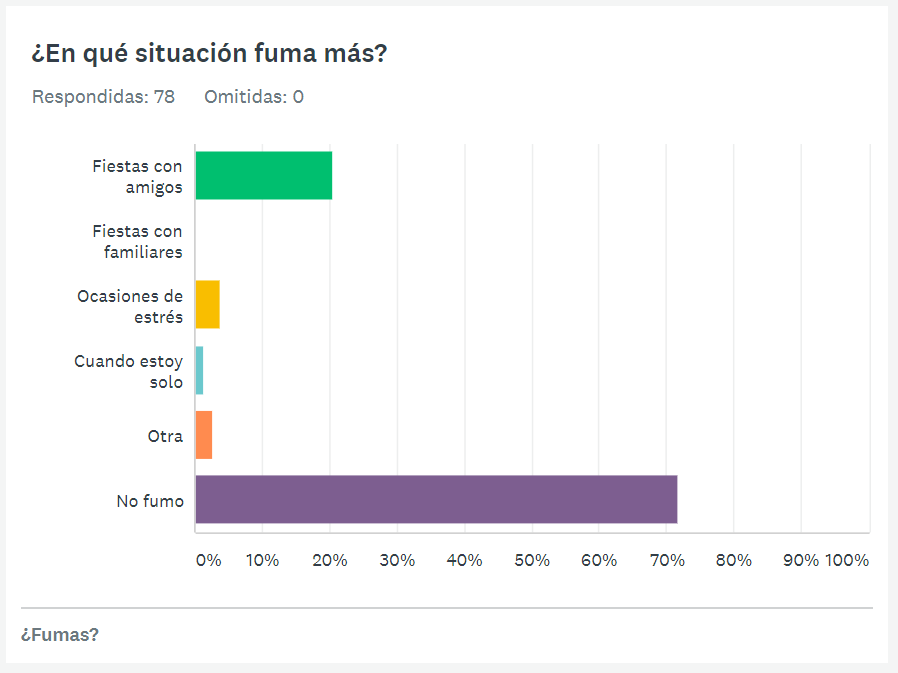 ¿En qué situación fuma más?
Respondidas: 78 Omitidas: 0
Fiestas con
amigos
Fiestas con
familiares
Ocasiones de
estrés
Cuando estoy
solo
Otra
No fumo
0% 10% 20% 30% 40% 50% 60% 70% 80% 90% 100%
¿Fumas?